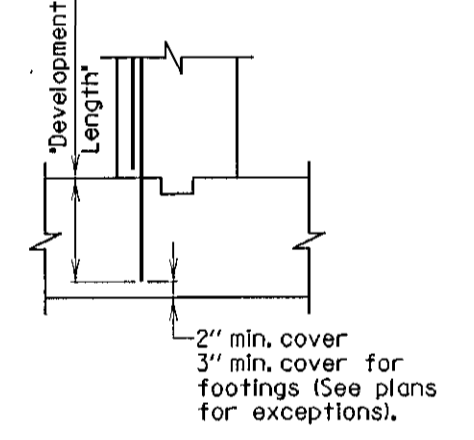 "Development
Length"
2" min. cover
3" min. cover for
footings (See plans
for exceptions).